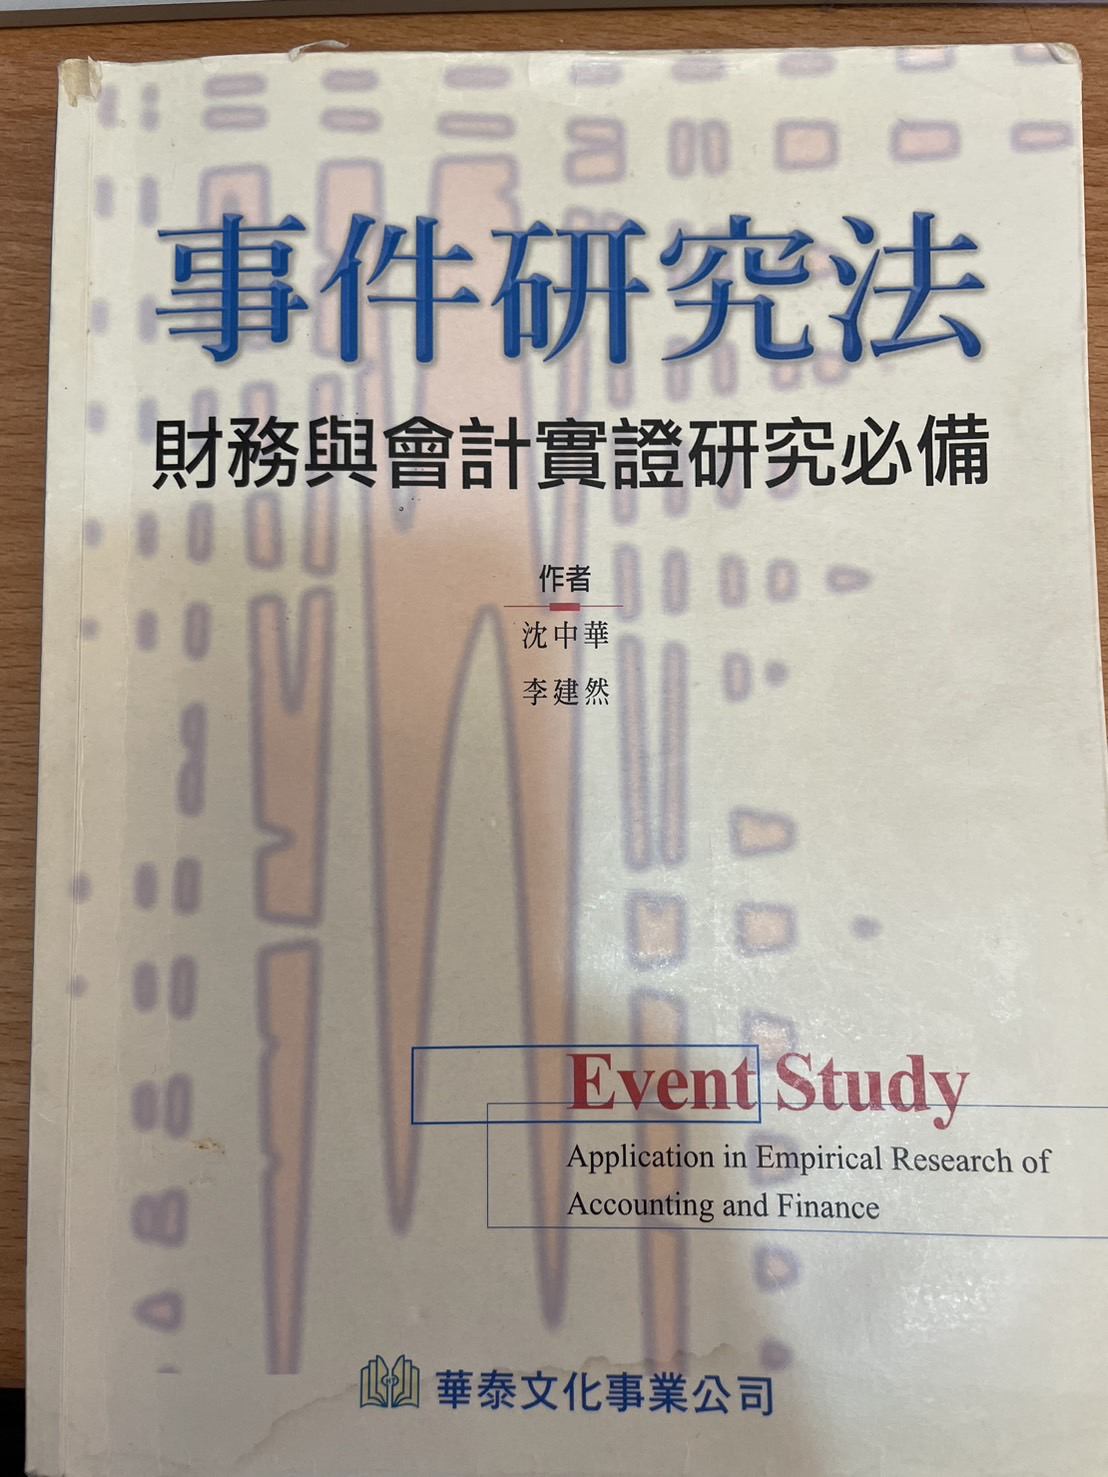 事件研究法
財務與會計實證研究必備
作者
沈中華
李建然
Event Study
Application in Empirical Research of
Accounting and Finance
華泰文化事業公司